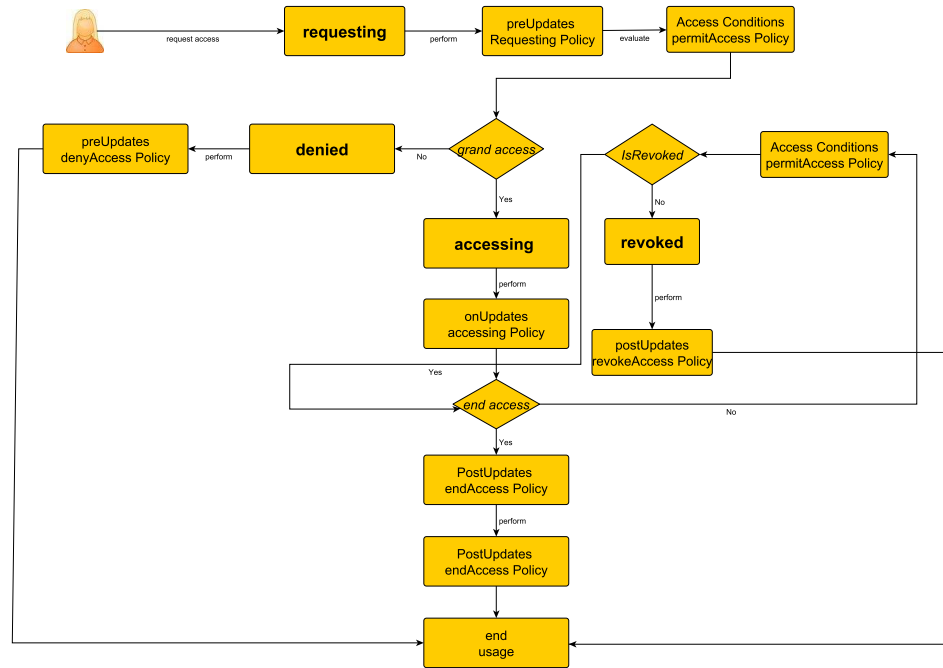 request access
requesting
perform
preUpdates
Requesting Policy
evaluate
Access Conditions
permitAccess Policy
preUpdates
denyAccess Policy
perform
denied
No
grand access
IsRevoked
Access Conditions
permitAccess Policy
Yes
No
accessing
revoked
perform
perform
onUpdates
accessing Policy
postUpdates
revokeAccess Policy
Yes
end access
No
Yes
PostUpdates
endAccess Policy
perform
PostUpdates
endAccess Policy
end
usage